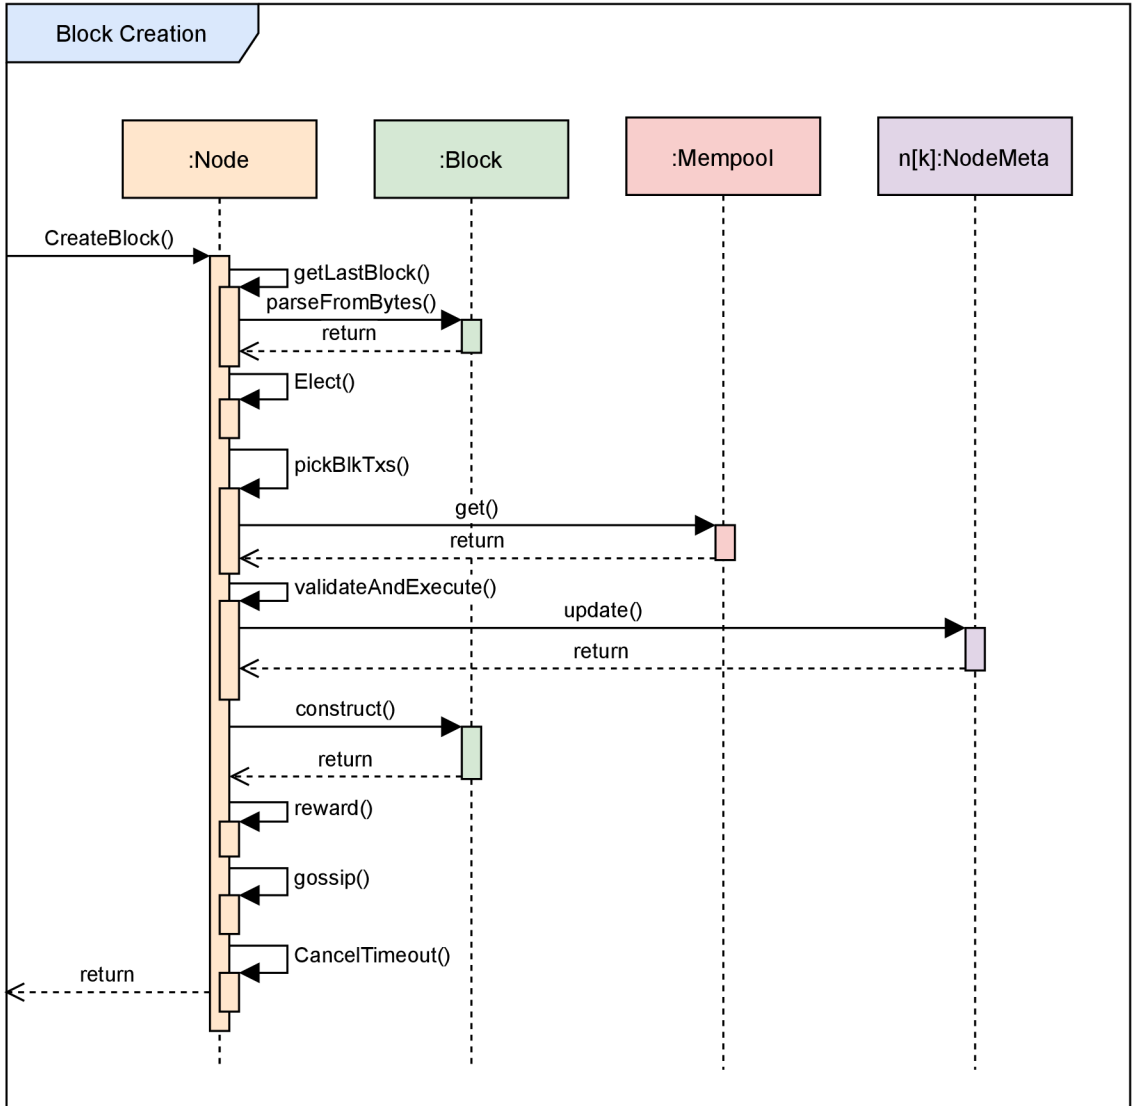 Block Creation
:Node
:Block
:Mempool
n[k]:NodeMeta
CreateBlock()
getLastBlock()
parseFromBytes()
return
Elect()
pickBlkTxs()
get()
return
validateAndExecute()
update()
return
construct()
return
reward()
gossip()
CancelTimeout()
return